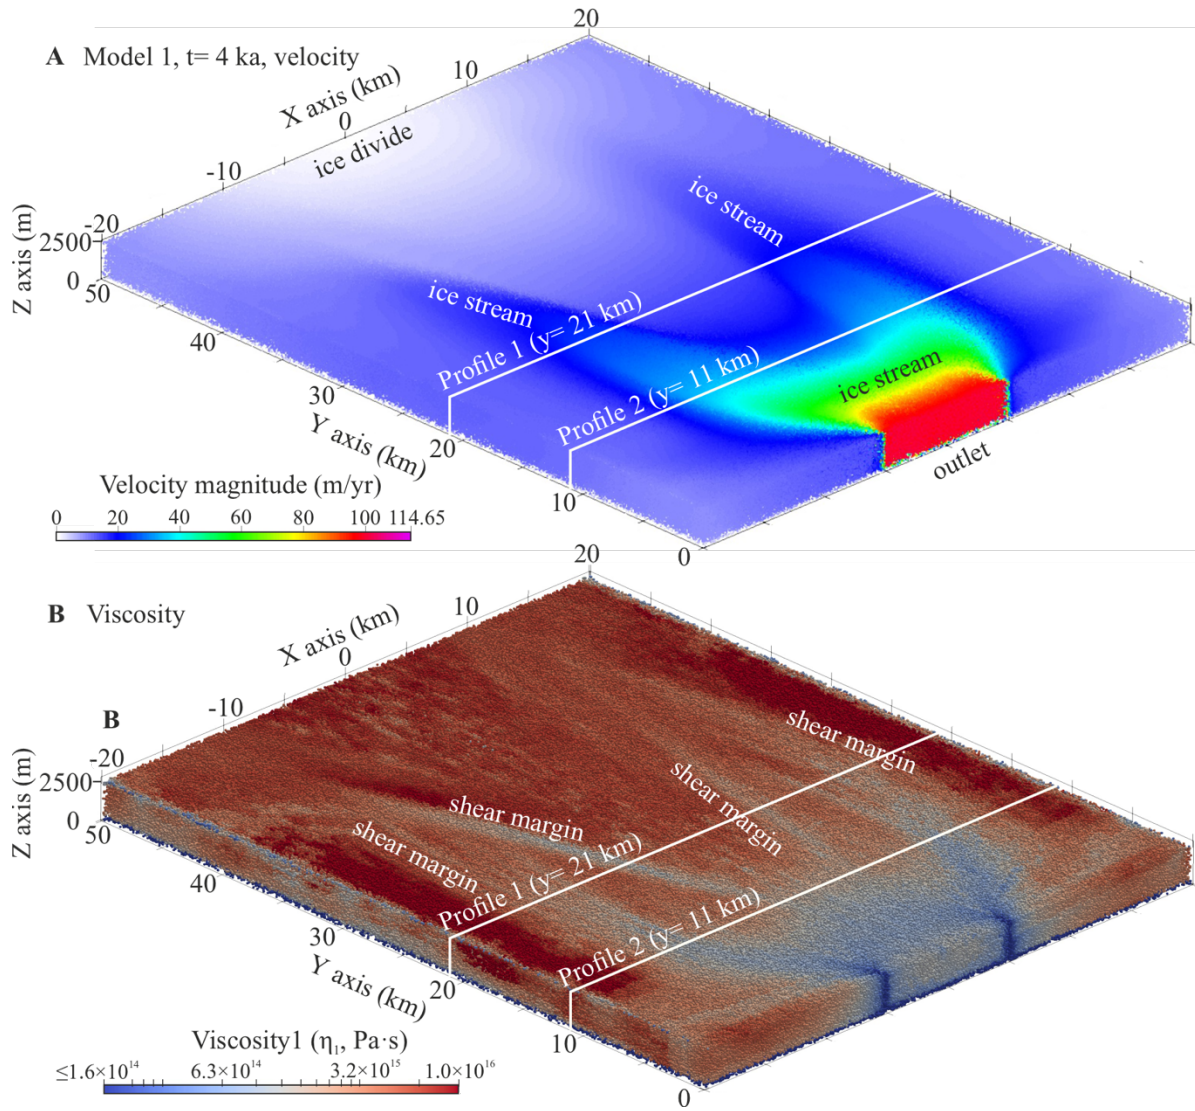 20
A Model 1, t= 4 ka, velocity
10
X axis (km)
0
ice divide
-10
-20
Z axis (m)
2500
0
50
40
30
Y axis (km)
20
10
0
ice stream
ice stream
ice stream
Profile 1 (y= 21 km)
Profile 2 (y= 11 km)
outlet
Velocity magnitude (m/yr)
0 20 40 60 80 100 114.65
20
B Viscosity
10
X axis (km)
0
-10
B
-20
Z axis (m)
2500
0
50
40
30
Y axis (km)
20
10
0
shear margin
shear margin
shear margin
shear margin
Profile 1 (y= 21 km)
Profile 2 (y= 11 km)
Viscosity1 (η₁, Pa·s)
≤1.6×10¹⁴ 6.3×10¹⁴ 3.2×10¹⁵ 1.0×10¹⁶